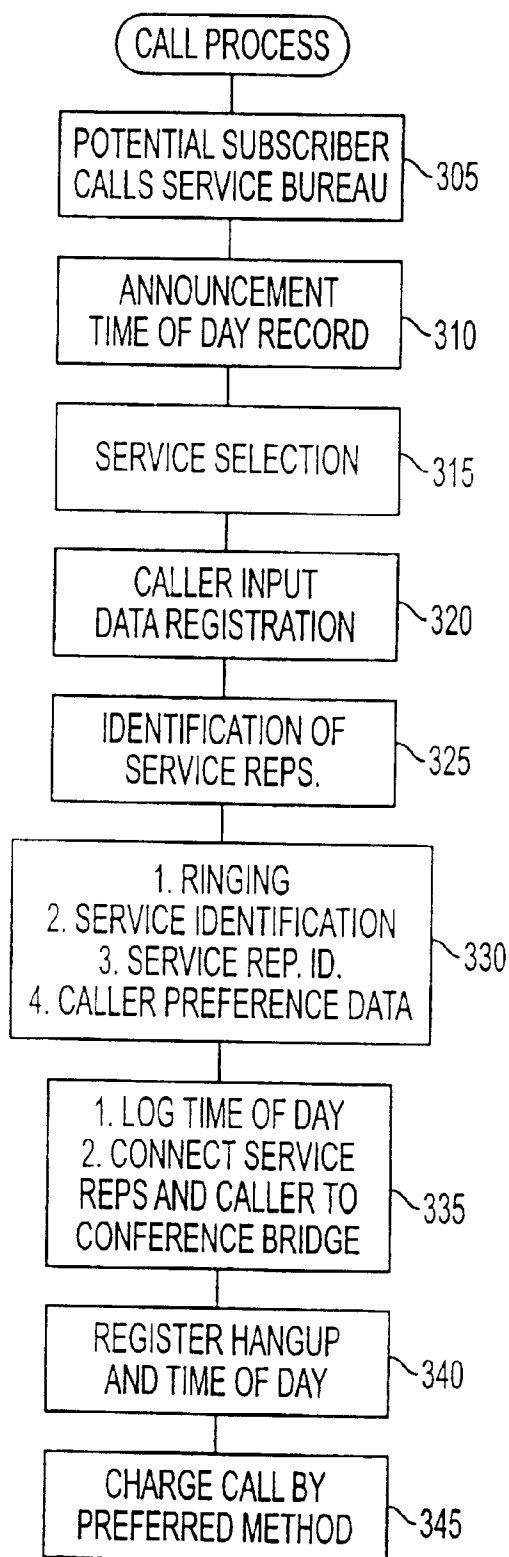 CALL PROCESS
POTENTIAL SUBSCRIBER
CALLS SERVICE BUREAU
305
ANNOUNCEMENT
TIME OF DAY RECORD
310
SERVICE SELECTION
315
CALLER INPUT
DATA REGISTRATION
320
IDENTIFICATION OF
SERVICE REPS.
325
1. RINGING
2. SERVICE IDENTIFICATION
3. SERVICE REP. ID.
4. CALLER PREFERENCE DATA
330
1. LOG TIME OF DAY
2. CONNECT SERVICE
REPS AND CALLER TO
CONFERENCE BRIDGE
335
REGISTER HANGUP
AND TIME OF DAY
340
CHARGE CALL BY
PREFERRED METHOD
345